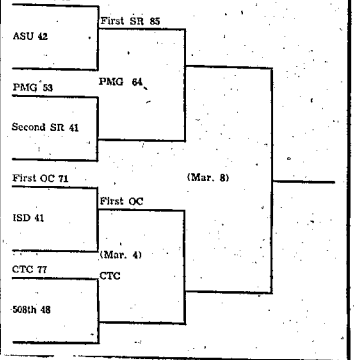 First SR 85
ASU 42
PMG 64
PMG 53
Second SR 41
First OC 71
(Mar. 8)
First OC
ISD 41
(Mar. 4)
CTC 77
CTC
508th 48